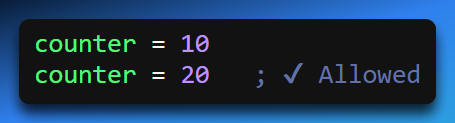 counter = 10
counter = 20   ; ✓ Allowed